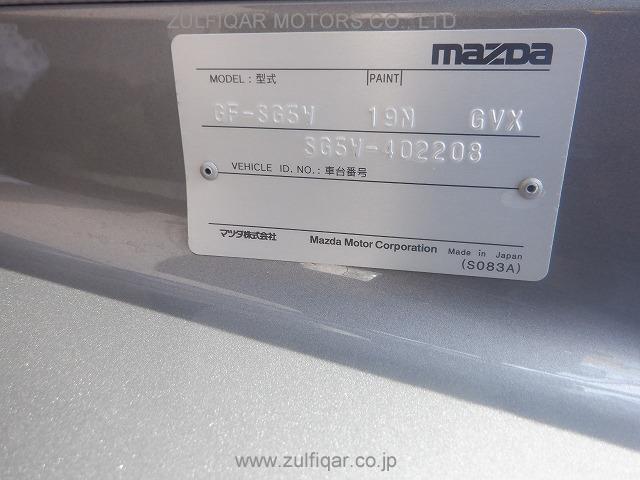 ZULFIQAR MOTORS CO., LTD
mazda
MODEL : 型式 PAINT
GF-SG5W 19N GVX
SG5W-402208
VEHICLE ID. NO. : 車台番号
マツダ株式会社 Mazda Motor Corporation Made in Japan
(S083A)
www.zulfiqar.co.jp